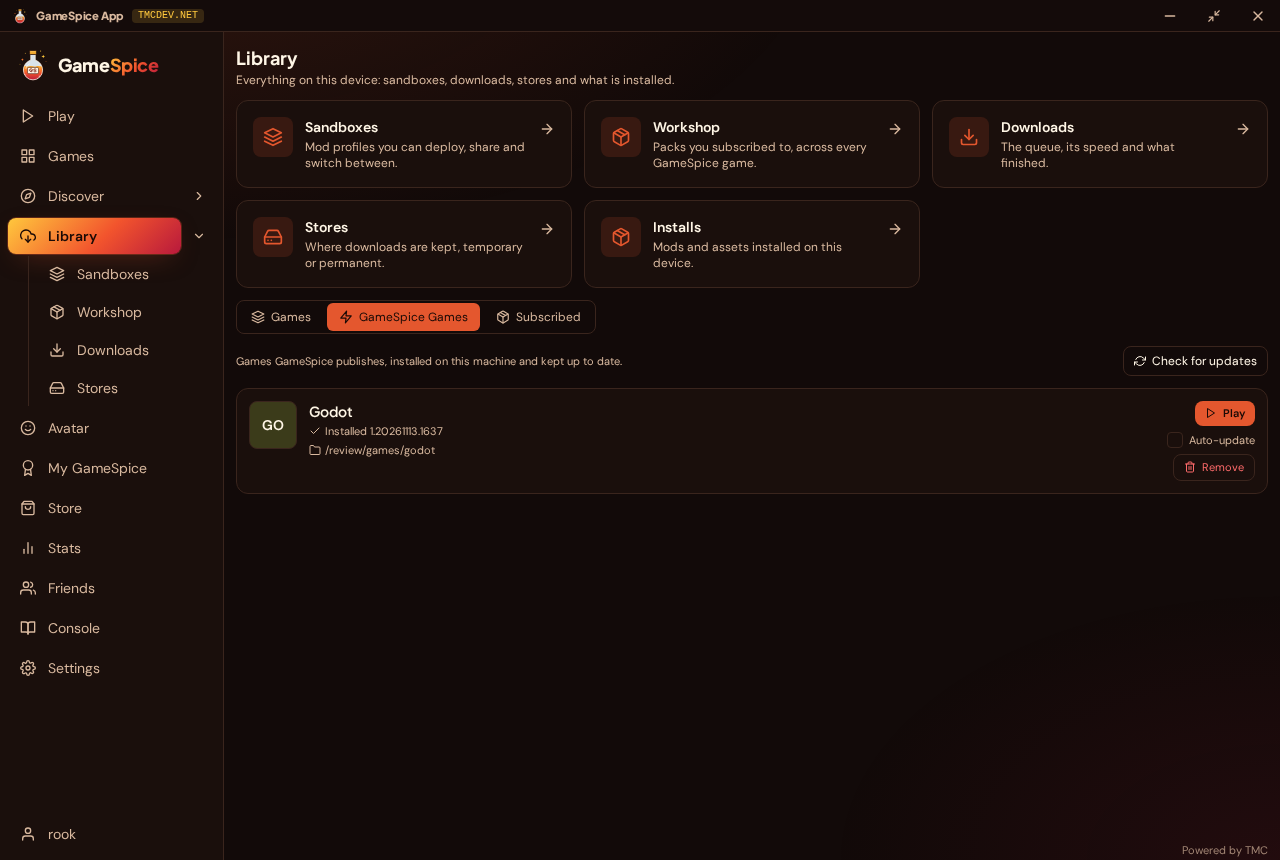 GameSpice App TMCDEV.NET
GameSpice
Play
Games
Discover
Library
Sandboxes
Workshop
Downloads
Stores
Avatar
My GameSpice
Store
Stats
Friends
Console
Settings
rook
Library
Everything on this device: sandboxes, downloads, stores and what is installed.
Sandboxes
Mod profiles you can deploy, share and
switch between.
Workshop
Packs you subscribed to, across every
GameSpice game.
Downloads
The queue, its speed and what
finished.
Stores
Where downloads are kept, temporary
or permanent.
Installs
Mods and assets installed on this
device.
Games GameSpice Games Subscribed
Games GameSpice publishes, installed on this machine and kept up to date.
Check for updates
GO
Godot
Installed 1.20261113.1637
/review/games/godot
Play
Auto-update
Remove
Powered by TMC